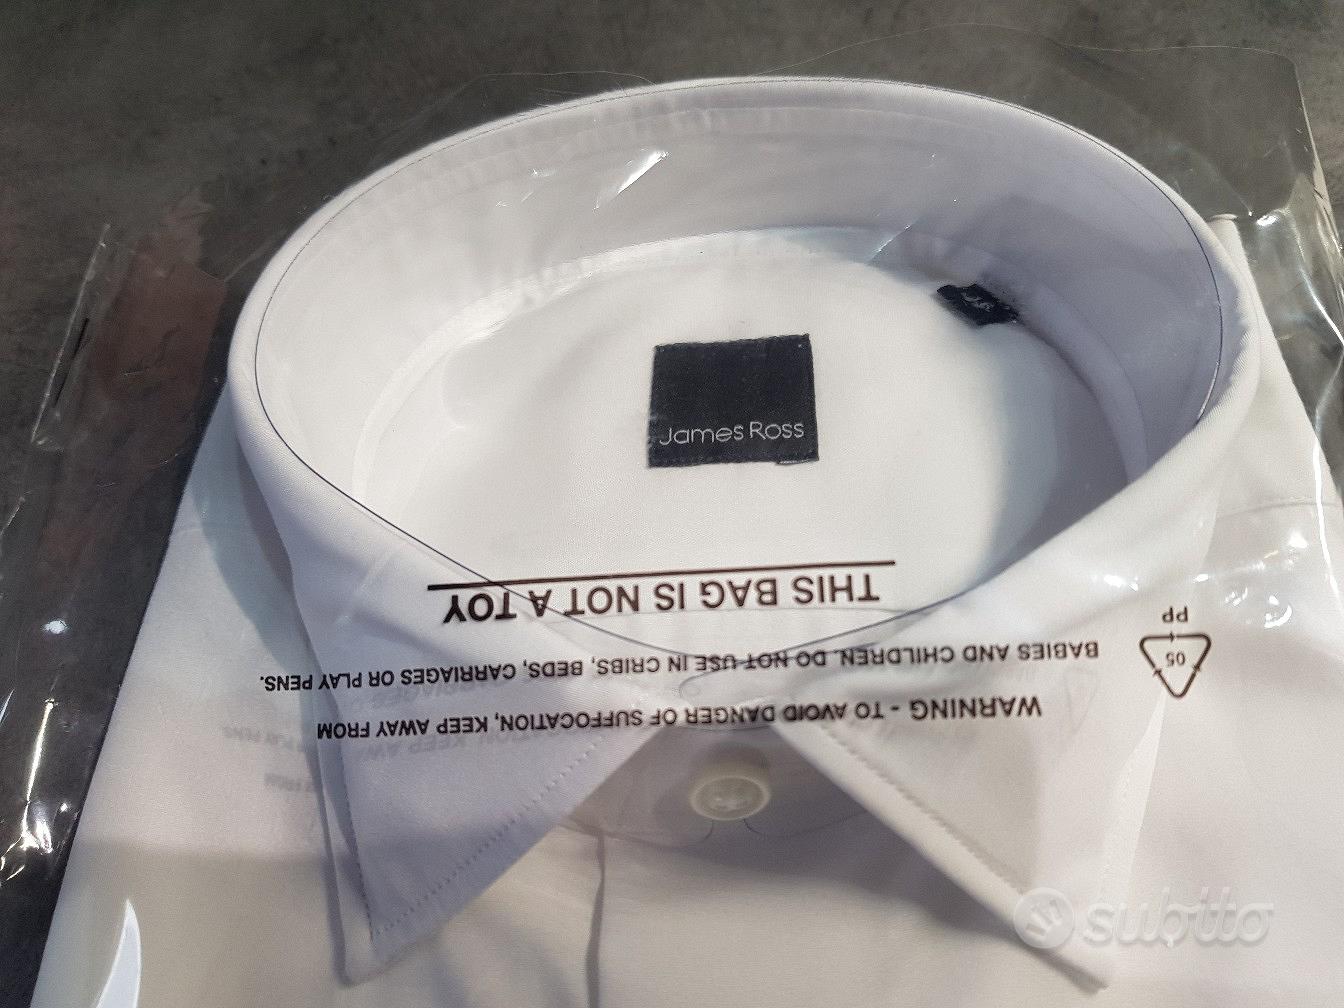 James Ross
WARNING - TO AVOID DANGER OF SUFFOCATION, KEEP AWAY FROM
BABIES AND CHILDREN. DO NOT USE IN CRIBS, BEDS, CARRIAGES OR PLAY PENS.
THIS BAG IS NOT A TOY
05
PP
subito